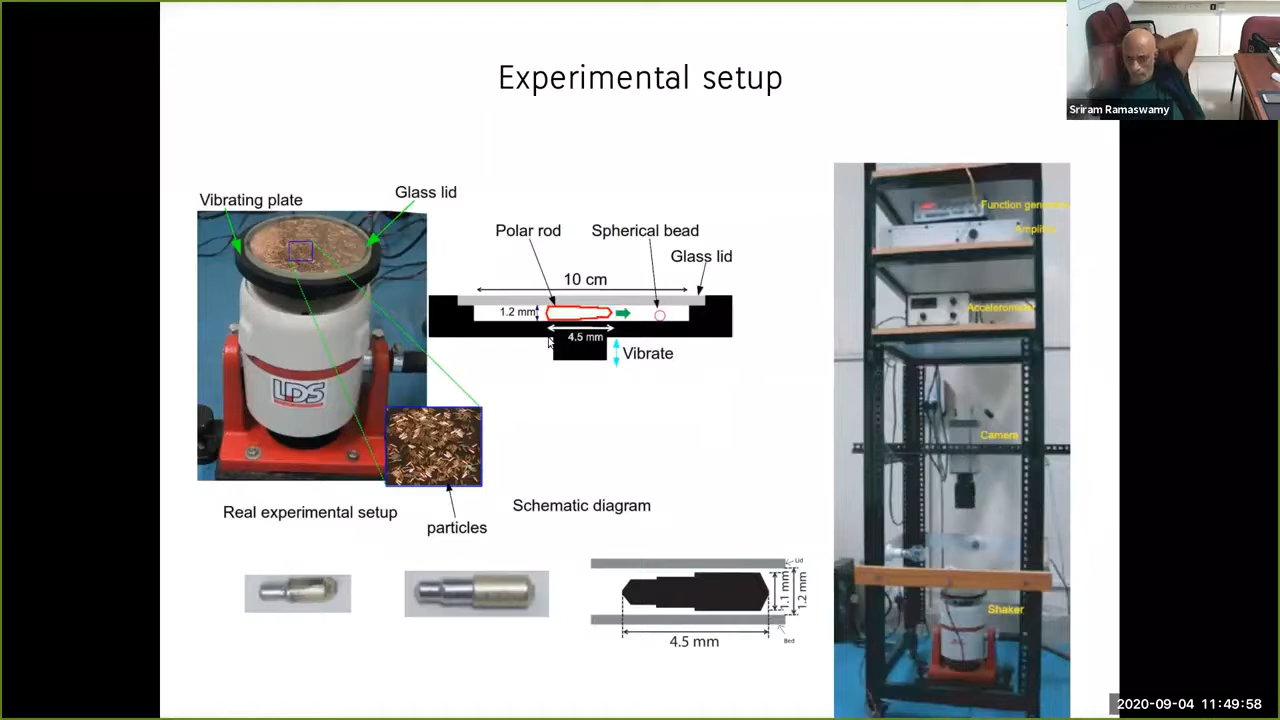 Experimental setup
Sriram Ramaswamy
Vibrating plate
Glass lid
LDS
particles
Real experimental setup
Polar rod
Spherical bead
Glass lid
10 cm
1.2 mm
4.5 mm
Vibrate
Schematic diagram
Lid
1.1 mm
1.2 mm
4.5 mm
Bed
Function
Accelerometer
Camera
Shaker
2020-09-04 11:49:58